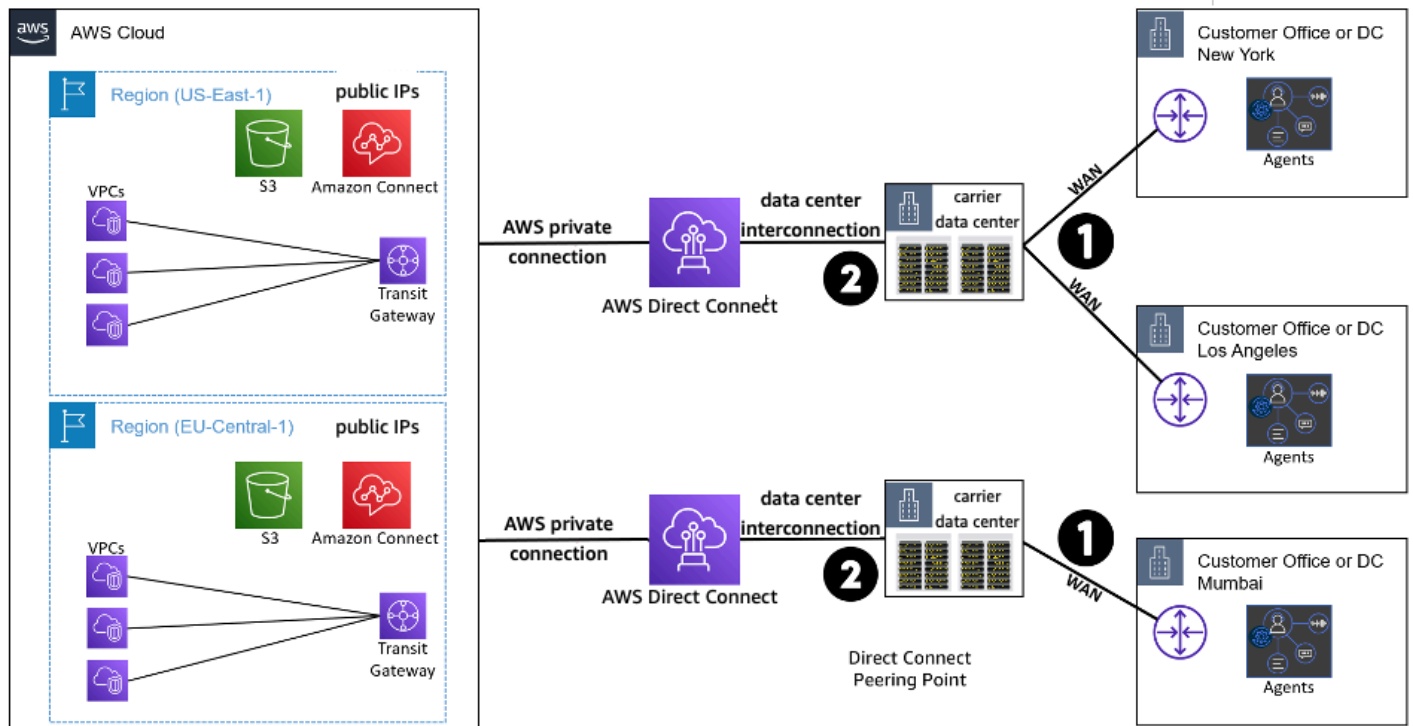 aws
AWS Cloud
Region (US-East-1)
public IPs
S3
Amazon Connect
VPCs
Transit
Gateway
AWS private
connection
AWS Direct Connect
data center
interconnection
2
carrier
data center
WAN
1
WAN
Customer Office or DC
New York
Agents
Customer Office or DC
Los Angeles
Agents
Region (EU-Central-1)
public IPs
S3
Amazon Connect
VPCs
Transit
Gateway
AWS private
connection
AWS Direct Connect
data center
interconnection
2
carrier
data center
1
WAN
Direct Connect
Peering Point
Customer Office or DC
Mumbai
Agents